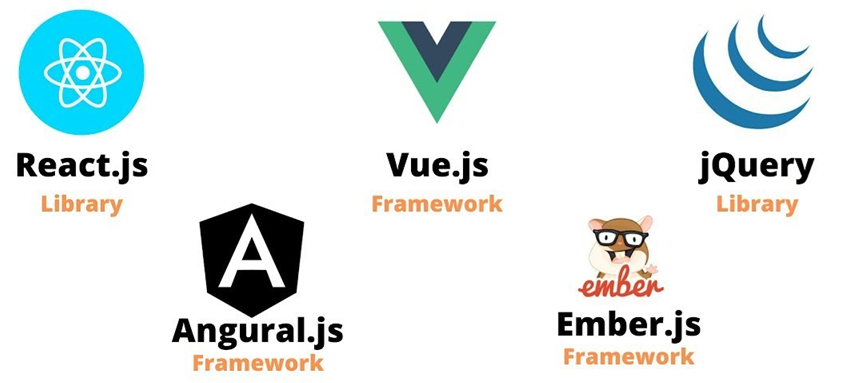 React.js
Library
Vue.js
Framework
jQuery
Library
A
Angural.js
Framework
ember
Ember.js
Framework